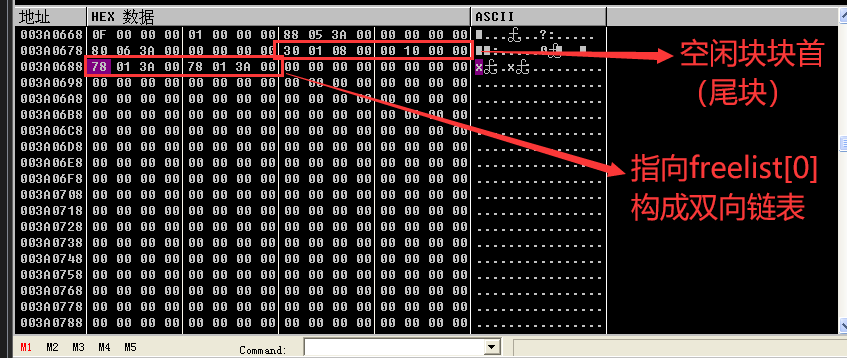 地址 HEX 数据 ASCII
003A0668 0F 00 00 00 01 00 00 00 88 05 3A 00 00 00 00 00
003A0678 80 06 3A 00 00 00 00 00 30 01 08 00 00 10 00 00
003A0688 78 01 3A 00 78 01 3A 00 00 00 00 00 00 00 00 00
003A0698 00 00 00 00 00 00 00 00 00 00 00 00 00 00 00 00
003A06A8 00 00 00 00 00 00 00 00 00 00 00 00 00 00 00 00
003A06B8 00 00 00 00 00 00 00 00 00 00 00 00 00 00 00 00
003A06C8 00 00 00 00 00 00 00 00 00 00 00 00 00 00 00 00
003A06D8 00 00 00 00 00 00 00 00 00 00 00 00 00 00 00 00
003A06E8 00 00 00 00 00 00 00 00 00 00 00 00 00 00 00 00
003A06F8 00 00 00 00 00 00 00 00 00 00 00 00 00 00 00 00
003A0708 00 00 00 00 00 00 00 00 00 00 00 00 00 00 00 00
003A0718 00 00 00 00 00 00 00 00 00 00 00 00 00 00 00 00
003A0728 00 00 00 00 00 00 00 00 00 00 00 00 00 00 00 00
003A0738 00 00 00 00 00 00 00 00 00 00 00 00 00 00 00 00
003A0748 00 00 00 00 00 00 00 00 00 00 00 00 00 00 00 00
003A0758 00 00 00 00 00 00 00 00 00 00 00 00 00 00 00 00
003A0768 00 00 00 00 00 00 00 00 00 00 00 00 00 00 00 00
003A0778 00 00 00 00 00 00 00 00 00 00 00 00 00 00 00 00
003A0788 00 00 00 00 00 00 00 00 00 00 00 00 00 00 00 00
空闲块块首
（尾块）
指向freelist[0]
构成双向链表
M1 M2 M3 M4 M5 Command: